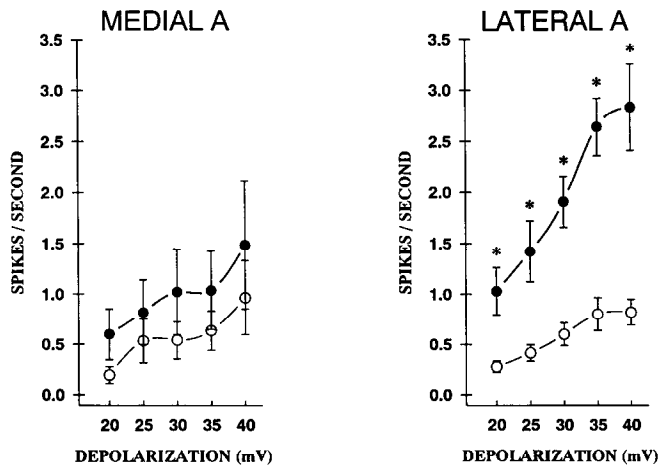 MEDIAL A
3.5
3.0
2.5
2.0
1.5
1.0
0.5
0.0
SPIKES / SECOND
20 25 30 35 40
DEPOLARIZATION (mV)
LATERAL A
3.5
3.0
2.5
2.0
1.5
1.0
0.5
0.0
SPIKES / SECOND
* * * * *
20 25 30 35 40
DEPOLARIZATION (mV)